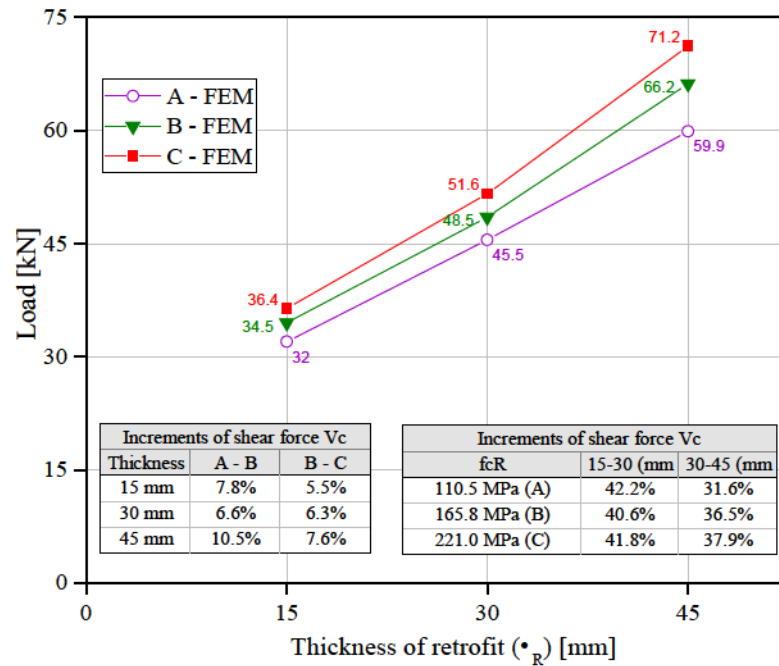 75
60
45
30
15
0
Load [kN]
A - FEM
B - FEM
C - FEM
36.4
34.5
32
51.6
48.5
45.5
71.2
66.2
59.9
Increments of shear force Vc
Thickness A - B B - C
15 mm 7.8% 5.5%
30 mm 6.6% 6.3%
45 mm 10.5% 7.6%
Increments of shear force Vc
fcR 15-30 (mm 30-45 (mm
110.5 MPa (A) 42.2% 31.6%
165.8 MPa (B) 40.6% 36.5%
221.0 MPa (C) 41.8% 37.9%
0 15 30 45
Thickness of retrofit (•R) [mm]